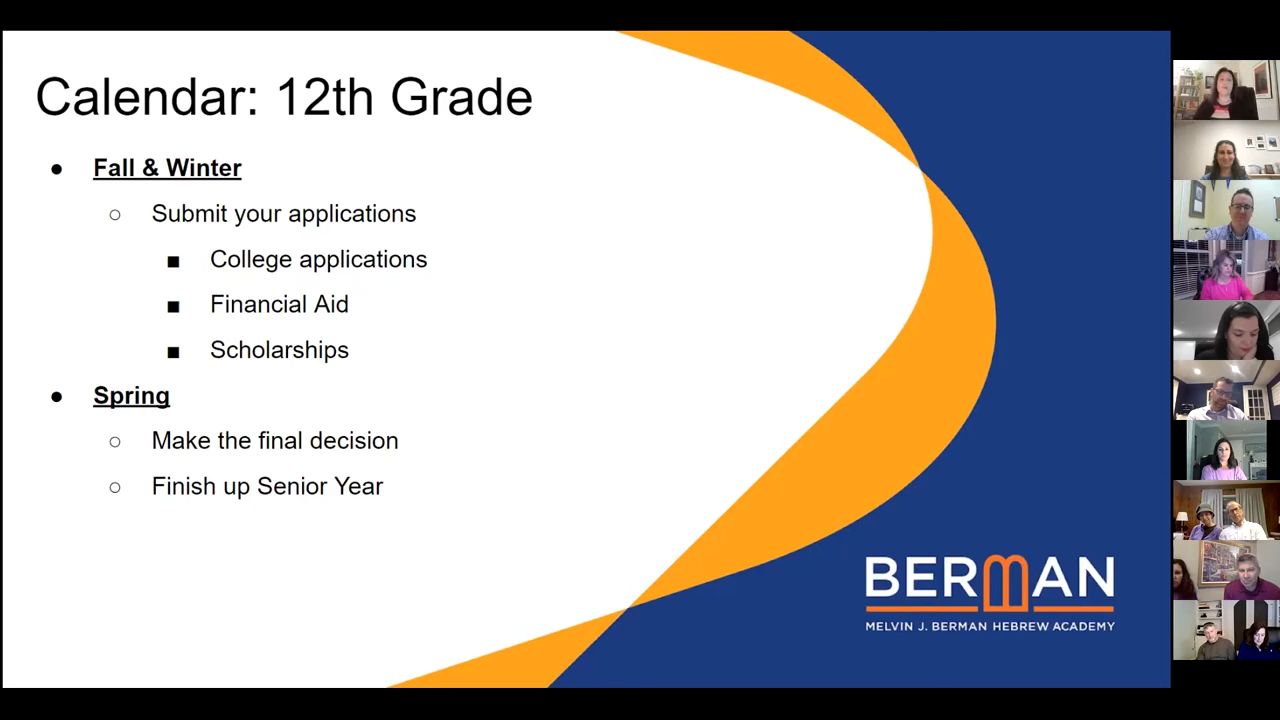 Calendar: 12th Grade
● Fall & Winter
○ Submit your applications
■ College applications
■ Financial Aid
■ Scholarships
● Spring
○ Make the final decision
○ Finish up Senior Year
BERMAN
MELVIN J. BERMAN HEBREW ACADEMY